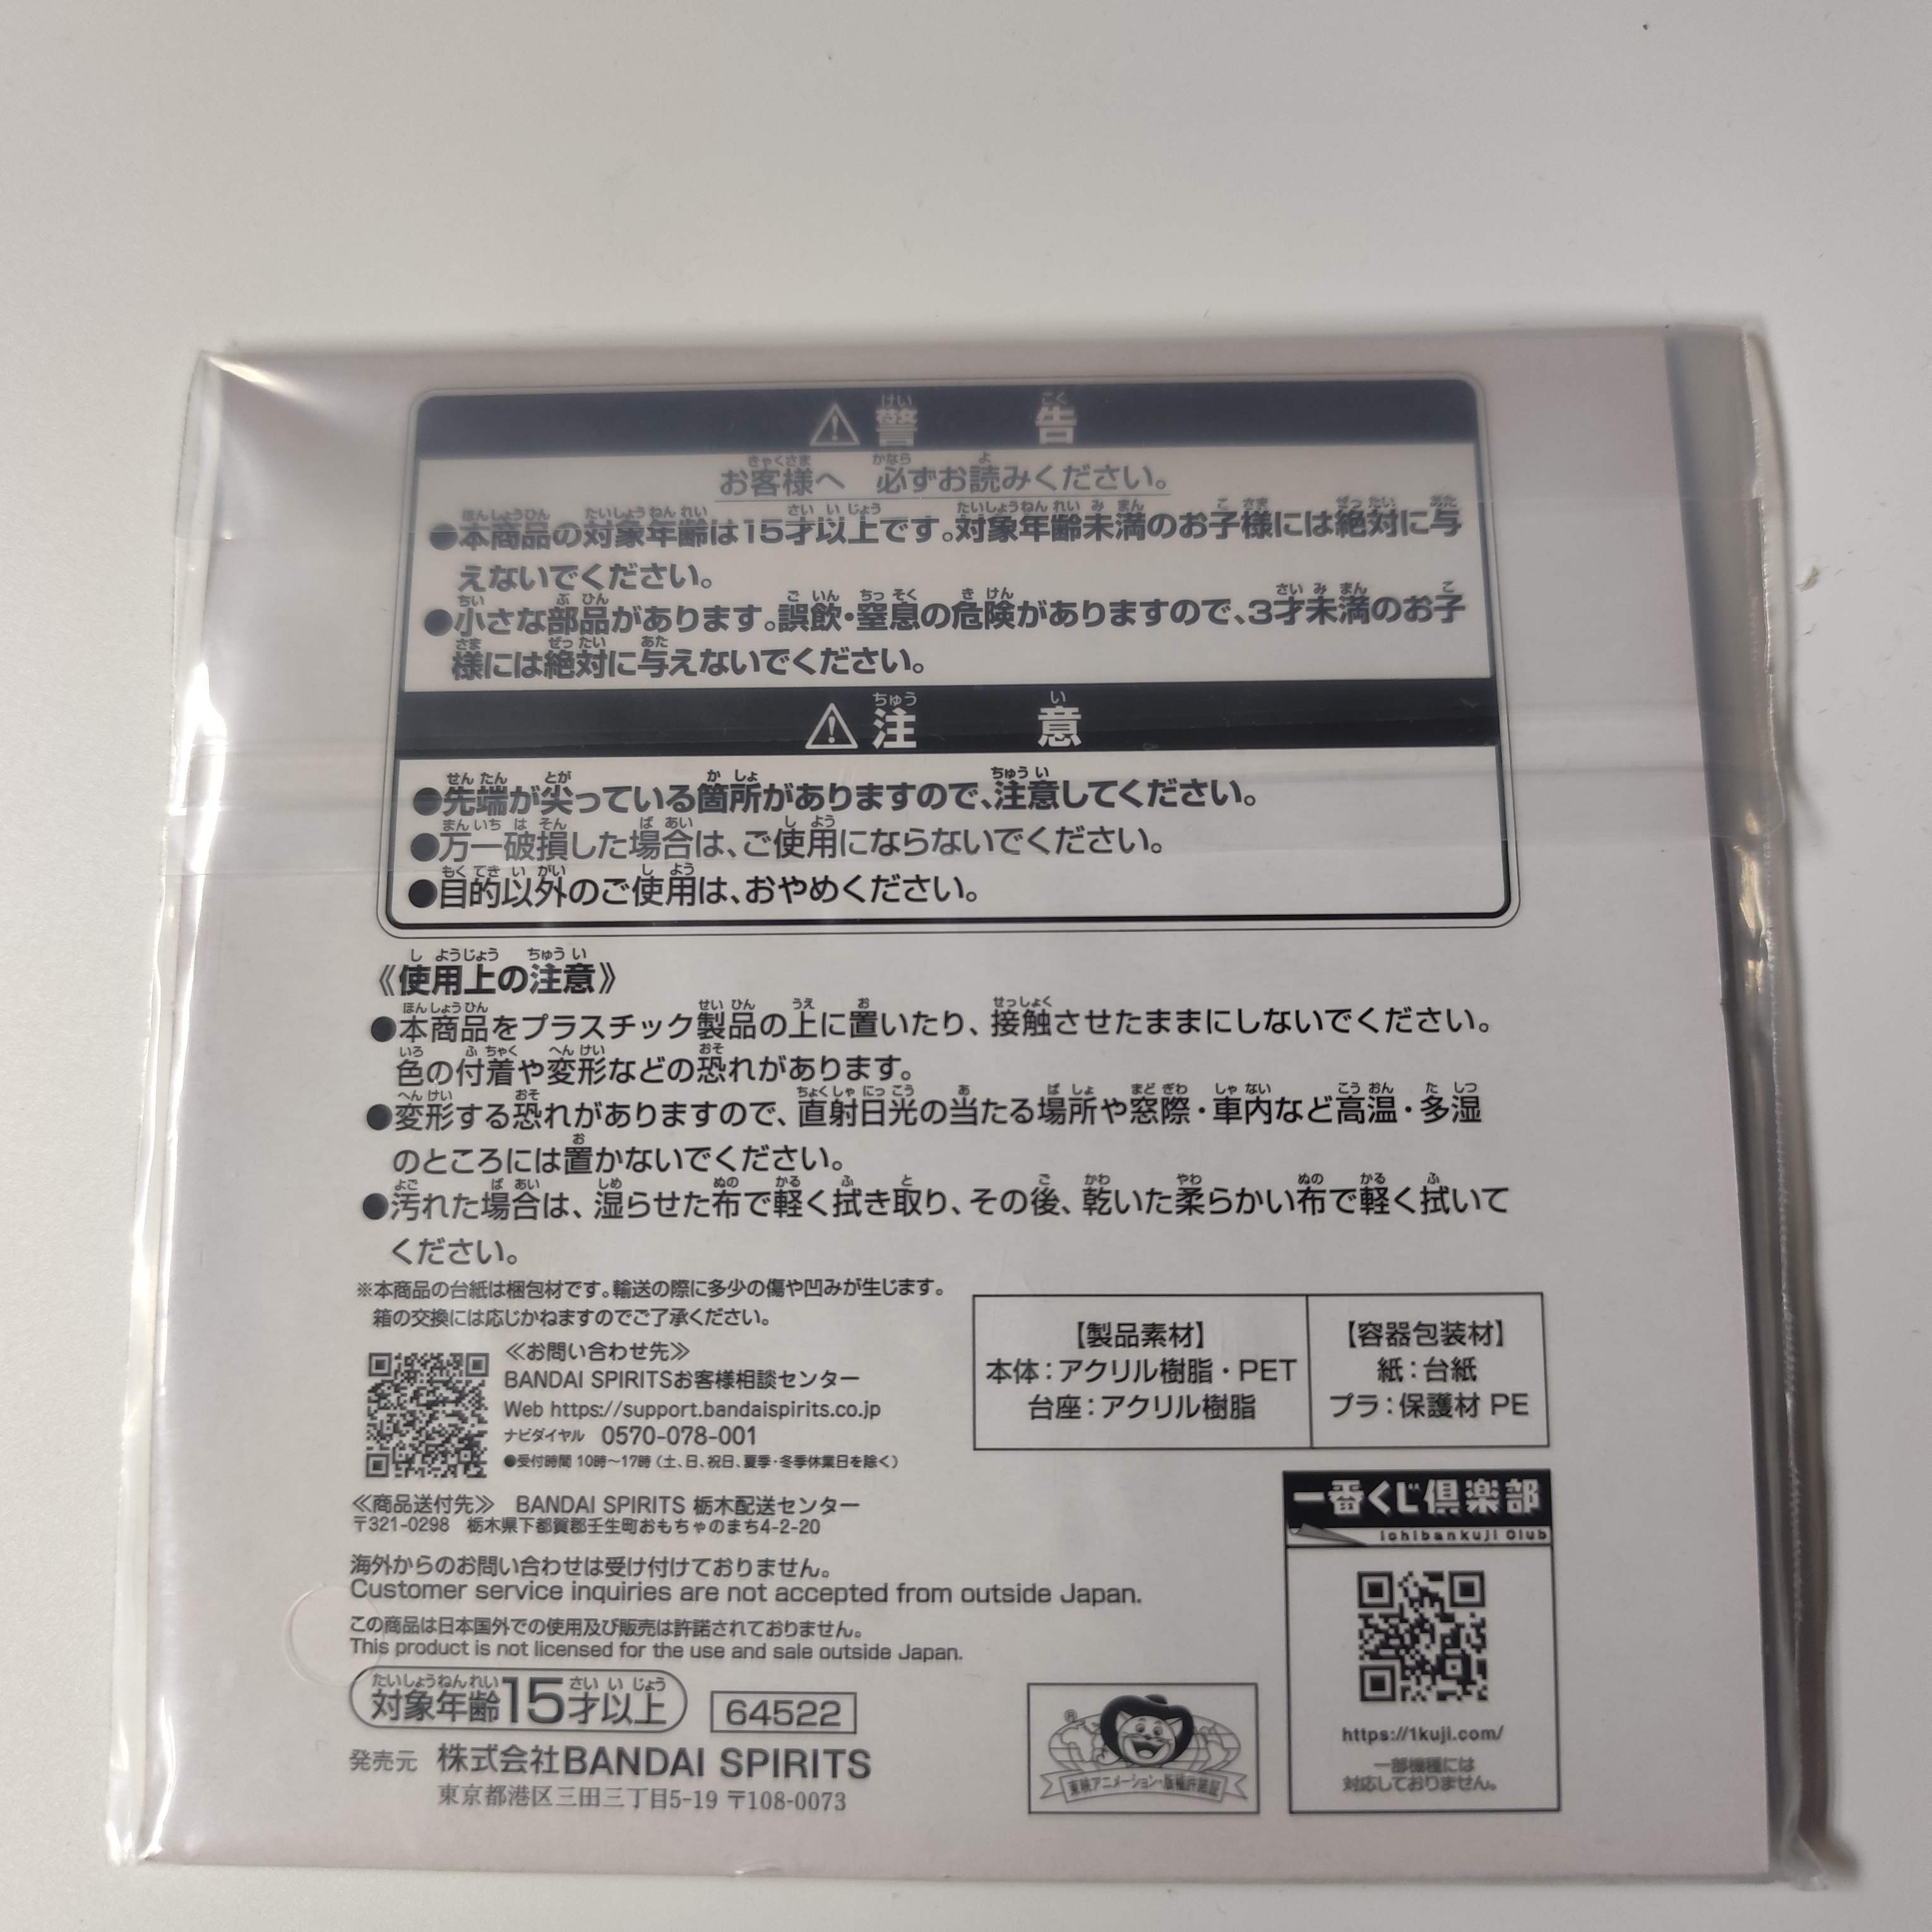 ⚠警告
お客様へ 必ずお読みください。
●本商品の対象年齢は15才以上です。対象年齢未満のお子様には絶対に与
えないでください。
●小さな部品があります。誤飲・窒息の危険がありますので、3才未満のお子
様には絶対に与えないでください。
⚠注意
●先端が尖っている箇所がありますので、注意してください。
●万一破損した場合は、ご使用にならないでください。
●目的以外のご使用は、おやめください。
《使用上の注意》
●本商品をプラスチック製品の上に置いたり、接触させたままにしないでください。
色の付着や変形などの恐れがあります。
●変形する恐れがありますので、直射日光の当たる場所や窓際・車内など高温・多湿
のところには置かないでください。
●汚れた場合は、湿らせた布で軽く拭き取り、その後、乾いた柔らかい布で軽く拭いて
ください。
※本商品の台紙は梱包材です。輸送の際に多少の傷や凹みが生じます。
箱の交換には応じかねますのでご了承ください。
≪お問い合わせ先≫
BANDAI SPIRITSお客様相談センター
Web https://support.bandaispirits.co.jp
ナビダイヤル 0570-078-001
●受付時間 10時~17時(土、日、祝日、夏季・冬季休業日を除く)
【製品素材】
本体:アクリル樹脂・PET
台座:アクリル樹脂
【容器包装材】
紙:台紙
プラ:保護材 PE
≪商品送付先≫ BANDAI SPIRITS 栃木配送センター
〒321-0298 栃木県下都賀郡壬生町おもちゃのまち4-2-20
海外からのお問い合わせは受け付けておりません。
Customer service inquiries are not accepted from outside Japan.
この商品は日本国外での使用及び販売は許諾されておりません。
This product is not licensed for the use and sale outside Japan.
対象年齢15才以上
64522
発売元 株式会社BANDAI SPIRITS
東京都港区三田三丁目5-19 〒108-0073
®
東映アニメーション・版権許諾証
一番くじ倶楽部
Ichibankuji Club
https://1kuji.com/
一部機種には
対応しておりません。